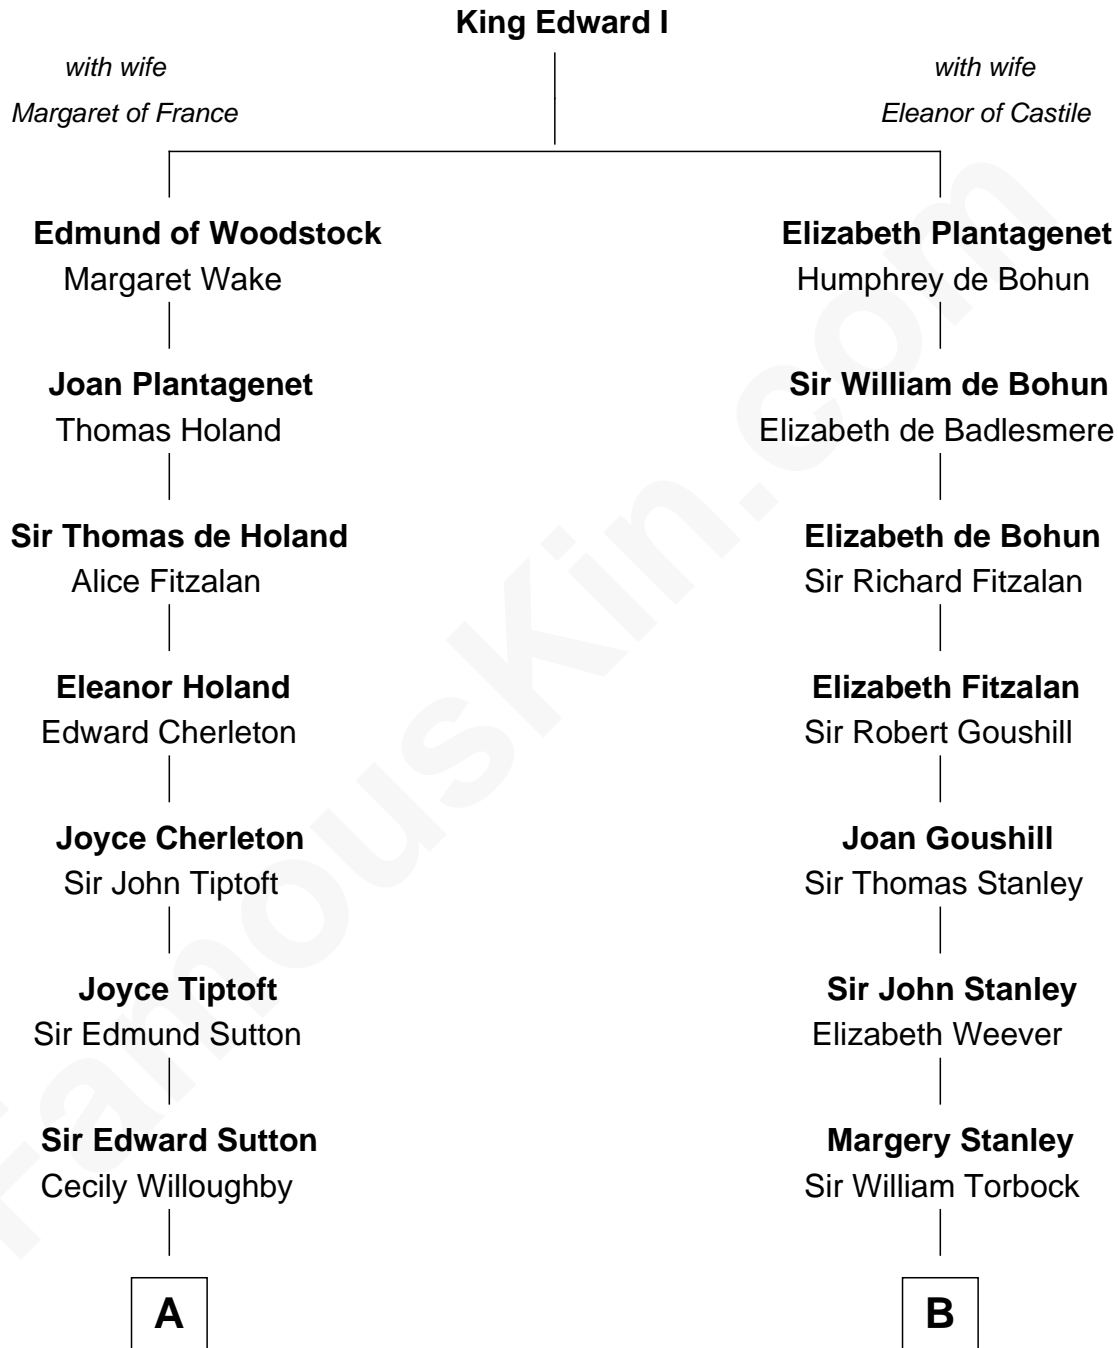 King Edward I
with wife
Margaret of France
with wife
Eleanor of Castile
Edmund of Woodstock
Margaret Wake
Elizabeth Plantagenet
Humphrey de Bohun
Joan Plantagenet
Thomas Holand
Sir William de Bohun
Elizabeth de Badlesmere
Sir Thomas de Holand
Alice Fitzalan
Elizabeth de Bohun
Sir Richard Fitzalan
Eleanor Holand
Edward Cherleton
Elizabeth Fitzalan
Sir Robert Goushill
Joyce Cherleton
Sir John Tiptoft
Joan Goushill
Sir Thomas Stanley
Joyce Tiptoft
Sir Edmund Sutton
Sir John Stanley
Elizabeth Weever
Sir Edward Sutton
Cecily Willoughby
Margery Stanley
Sir William Torbock
A
B
FamousKin.com